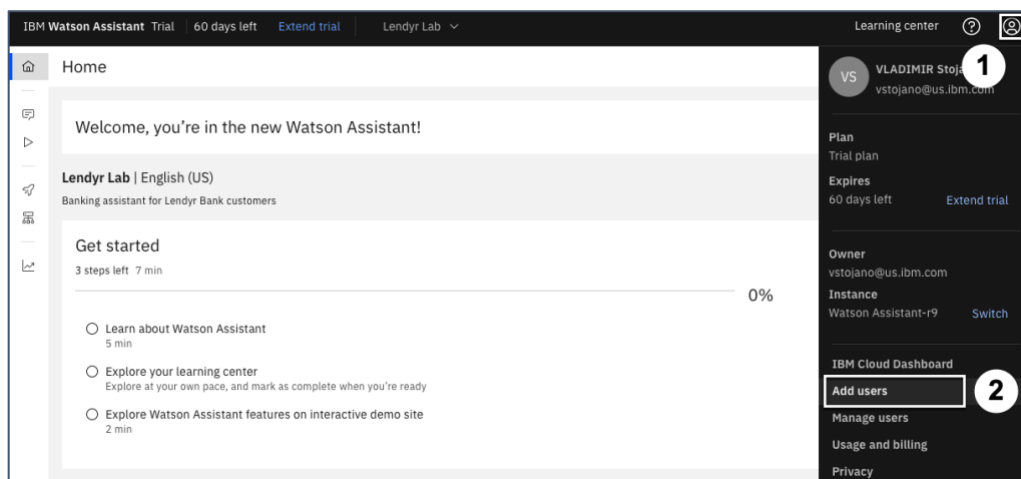 IBM Watson Assistant Trial 60 days left Extend trial Lendyr Lab Learning center
Home
Welcome, you're in the new Watson Assistant!
Lendyr Lab | English (US)
Banking assistant for Lendyr Bank customers
Get started
3 steps left 7 min
0%
Learn about Watson Assistant
5 min
Explore your learning center
Explore at your own pace, and mark as complete when you're ready
Explore Watson Assistant features on interactive demo site
2 min
1
VS
VLADIMIR
vstojano@us.ibm.com
Plan
Trial plan
Expires
60 days left Extend trial
Owner
vstojano@us.ibm.com
Instance
Watson Assistant-r9 Switch
IBM Cloud Dashboard
Add users
2
Manage users
Usage and billing
Privacy